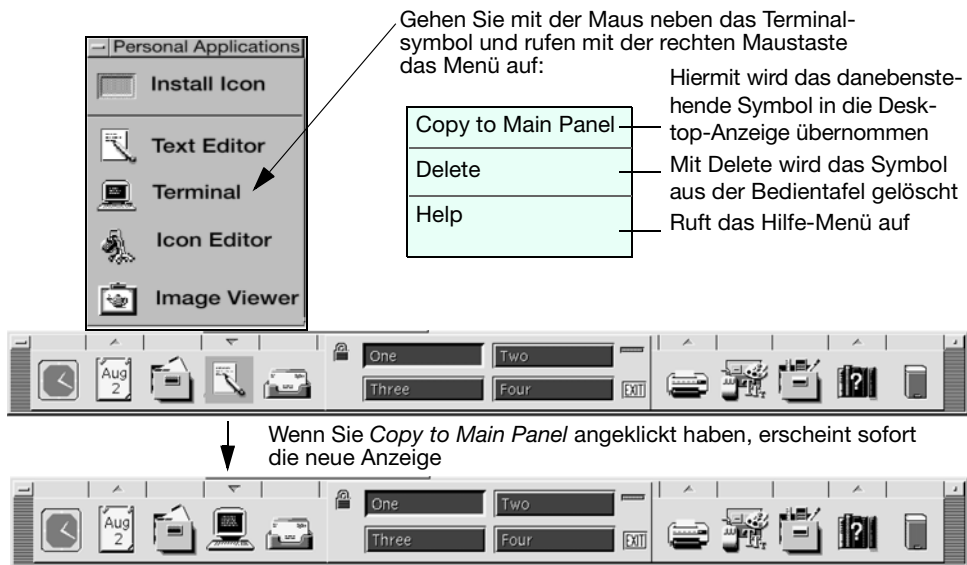 Gehen Sie mit der Maus neben das Terminal-
symbol und rufen mit der rechten Maustaste
das Menü auf:
Personal Applications
Install Icon
Text Editor
Terminal
Icon Editor
Image Viewer
Copy to Main Panel
Delete
Help
Hiermit wird das danebenste-
hende Symbol in die Desk-
top-Anzeige übernommen
Mit Delete wird das Symbol
aus der Bedientafel gelöscht
Ruft das Hilfe-Menü auf
Aug
2
One
Two
Three
Four
EXIT
?
Wenn Sie Copy to Main Panel angeklickt haben, erscheint sofort
die neue Anzeige
Aug
2
One
Two
Three
Four
EXIT
?